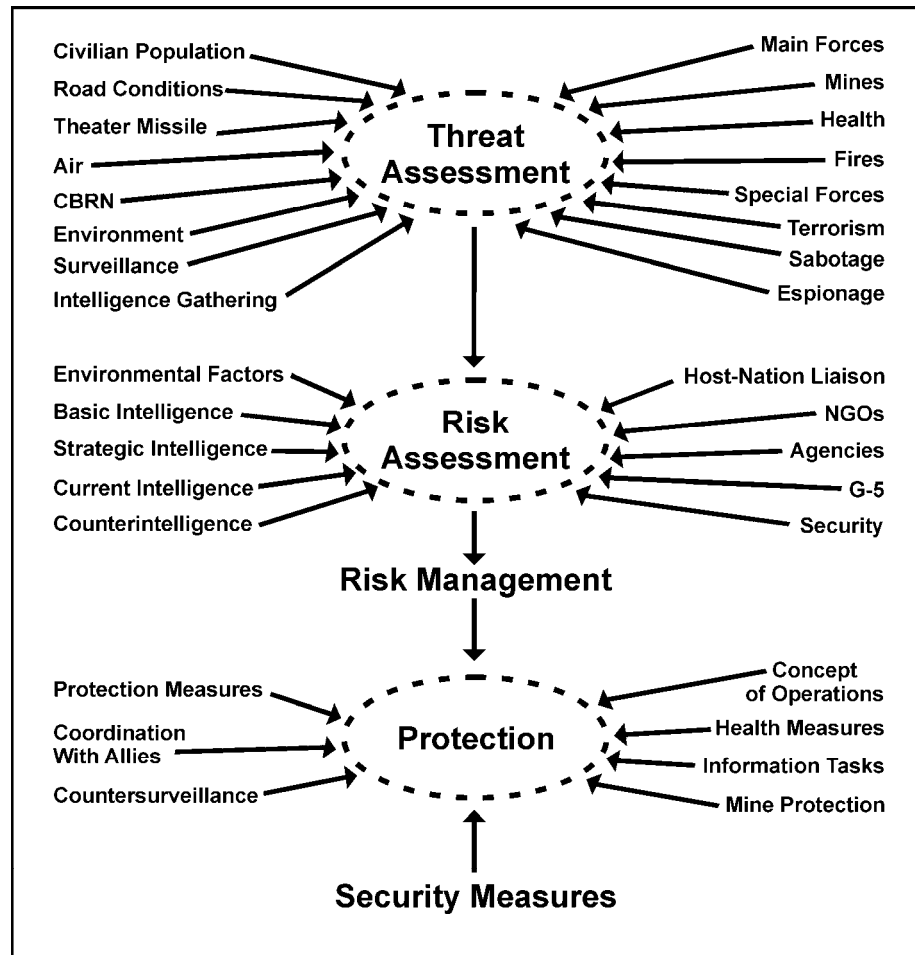 Civilian Population
Road Conditions
Theater Missile
Air
CBRN
Environment
Surveillance
Intelligence Gathering
Threat
Assessment
Main Forces
Mines
Health
Fires
Special Forces
Terrorism
Sabotage
Espionage
Environmental Factors
Basic Intelligence
Strategic Intelligence
Current Intelligence
Counterintelligence
Risk
Assessment
Host-Nation Liaison
NGOs
Agencies
G-5
Security
Risk Management
Protection Measures
Coordination
With Allies
Countersurveillance
Protection
Concept
of Operations
Health Measures
Information Tasks
Mine Protection
Security Measures